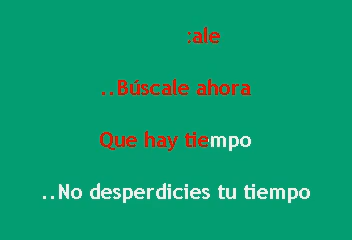 :ale
..Búscale ahora
Que hay tiempo
..No desperdicies tu tiempo